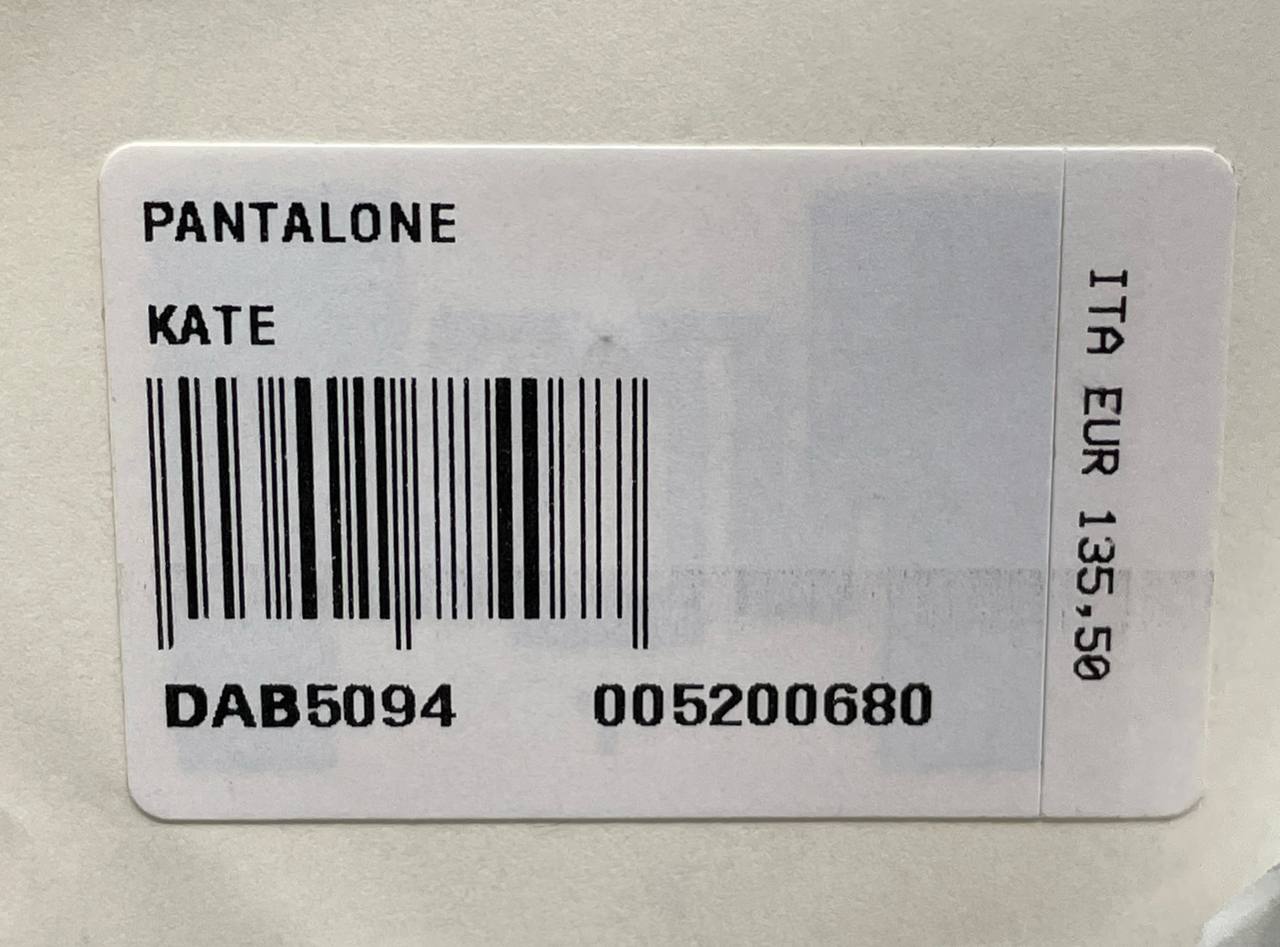 PANTALONE
KATE
DAB5094 005200680
ITA EUR 135,50